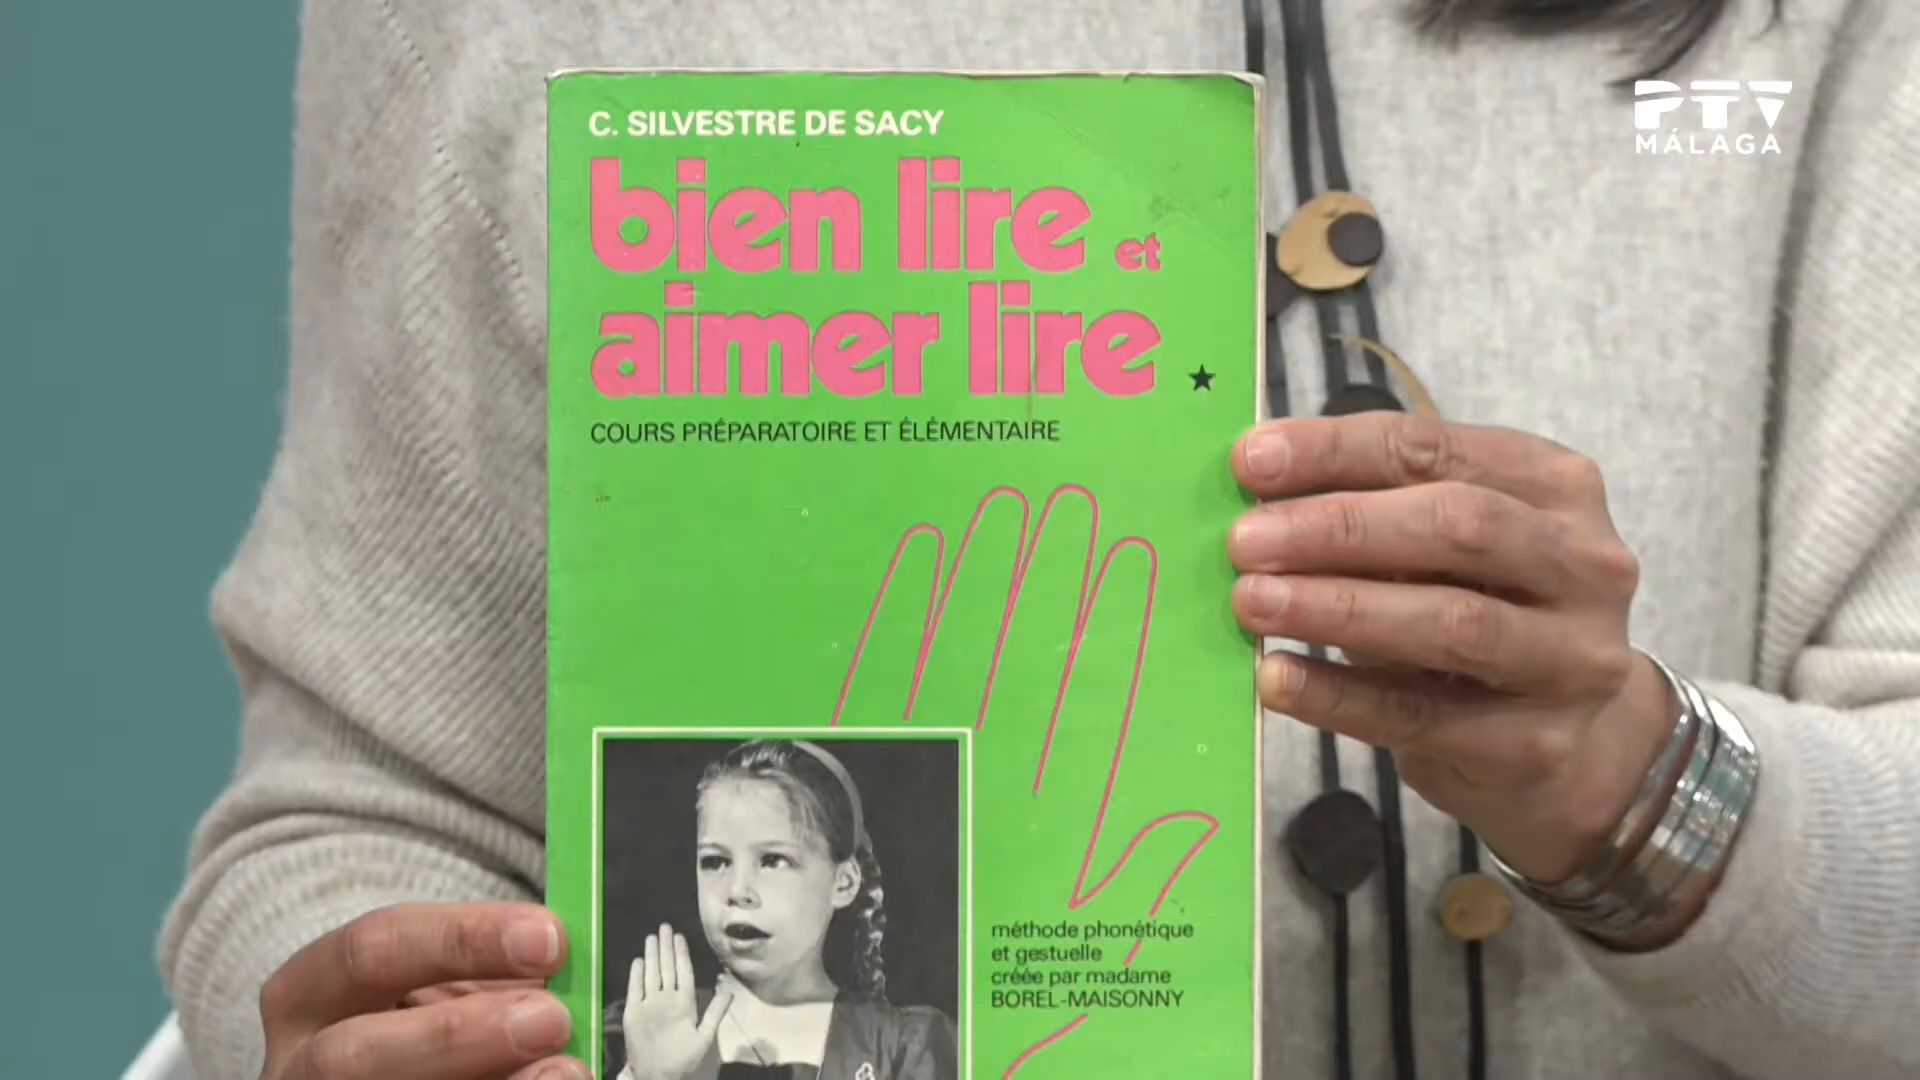 C. SILVESTRE DE SACY
bien lire et
aimer lire
COURS PRÉPARATOIRE ET ÉLÉMENTAIRE
méthode phonétique
et gestuelle
créée par madame
BOREL-MAISONNY
PTV
MÁLAGA